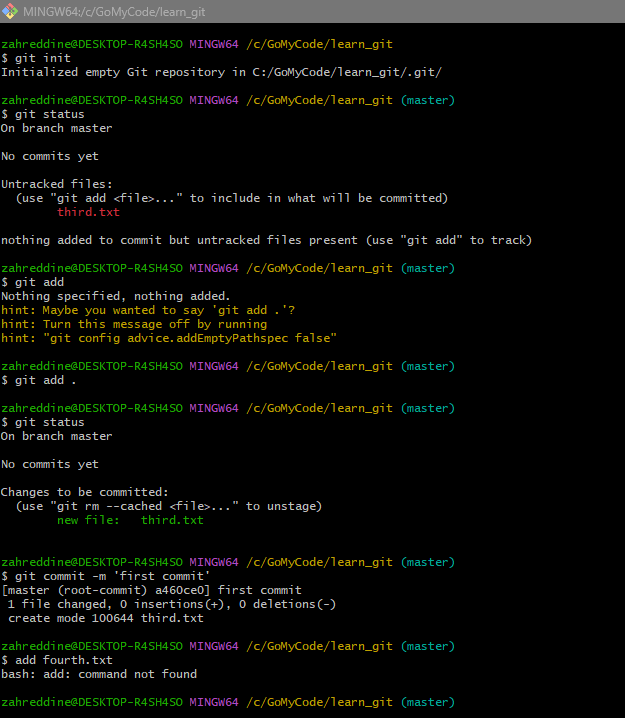 MINGW64:/c/GoMyCode/learn_git
zahreddine@DESKTOP-R4SH4SO MINGW64 /c/GoMyCode/learn_git
$ git init
Initialized empty Git repository in C:/GoMyCode/learn_git/.git/
zahreddine@DESKTOP-R4SH4SO MINGW64 /c/GoMyCode/learn_git (master)
$ git status
On branch master
No commits yet
Untracked files:
  (use "git add <file>..." to include in what will be committed)
        third.txt
nothing added to commit but untracked files present (use "git add" to track)
zahreddine@DESKTOP-R4SH4SO MINGW64 /c/GoMyCode/learn_git (master)
$ git add
Nothing specified, nothing added.
hint: Maybe you wanted to say 'git add .'?
hint: Turn this message off by running
hint: "git config advice.addEmptyPathspec false"
zahreddine@DESKTOP-R4SH4SO MINGW64 /c/GoMyCode/learn_git (master)
$ git add .
zahreddine@DESKTOP-R4SH4SO MINGW64 /c/GoMyCode/learn_git (master)
$ git status
On branch master
No commits yet
Changes to be committed:
  (use "git rm --cached <file>..." to unstage)
        new file:   third.txt
zahreddine@DESKTOP-R4SH4SO MINGW64 /c/GoMyCode/learn_git (master)
$ git commit -m 'first commit'
[master (root-commit) a460ce0] first commit
 1 file changed, 0 insertions(+), 0 deletions(-)
 create mode 100644 third.txt
zahreddine@DESKTOP-R4SH4SO MINGW64 /c/GoMyCode/learn_git (master)
$ add fourth.txt
bash: add: command not found
zahreddine@DESKTOP-R4SH4SO MINGW64 /c/GoMyCode/learn_git (master)